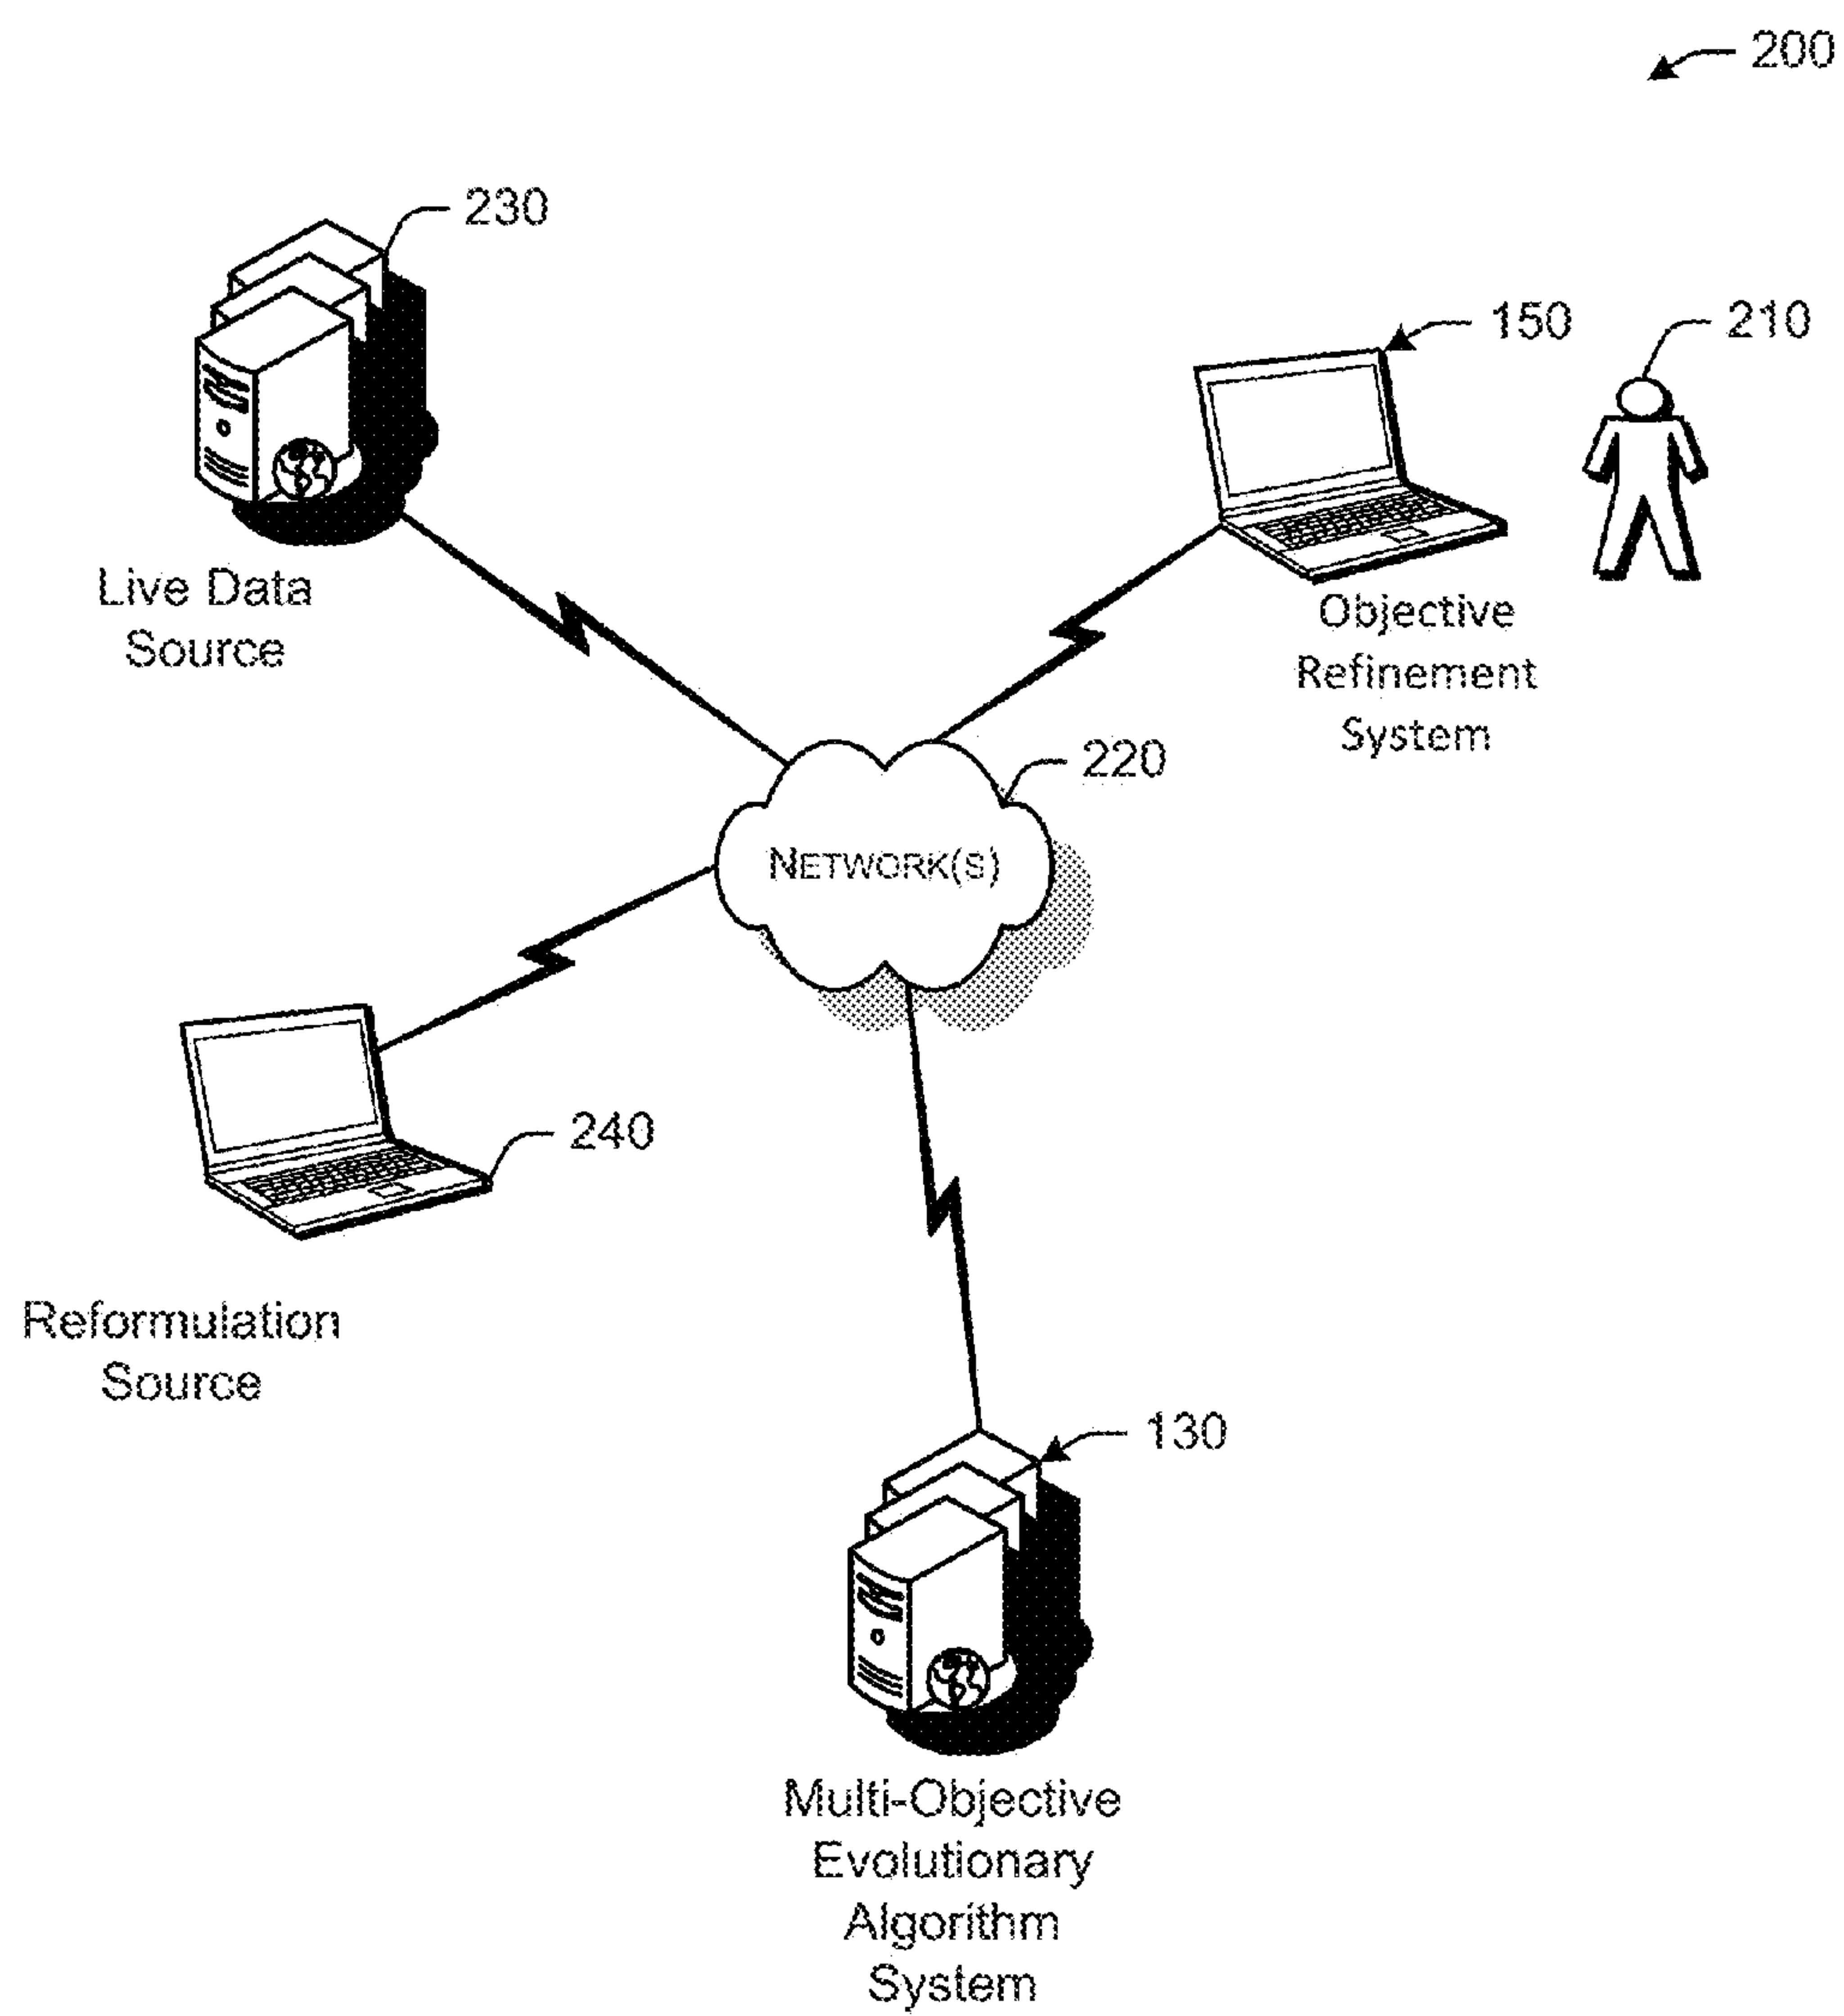 200
230
150
210
Live Data
Source
Objective
Refinement
System
220
NETWORK(S)
240
Reformulation
Source
130
Multi-Objective
Evolutionary
Algorithm
System